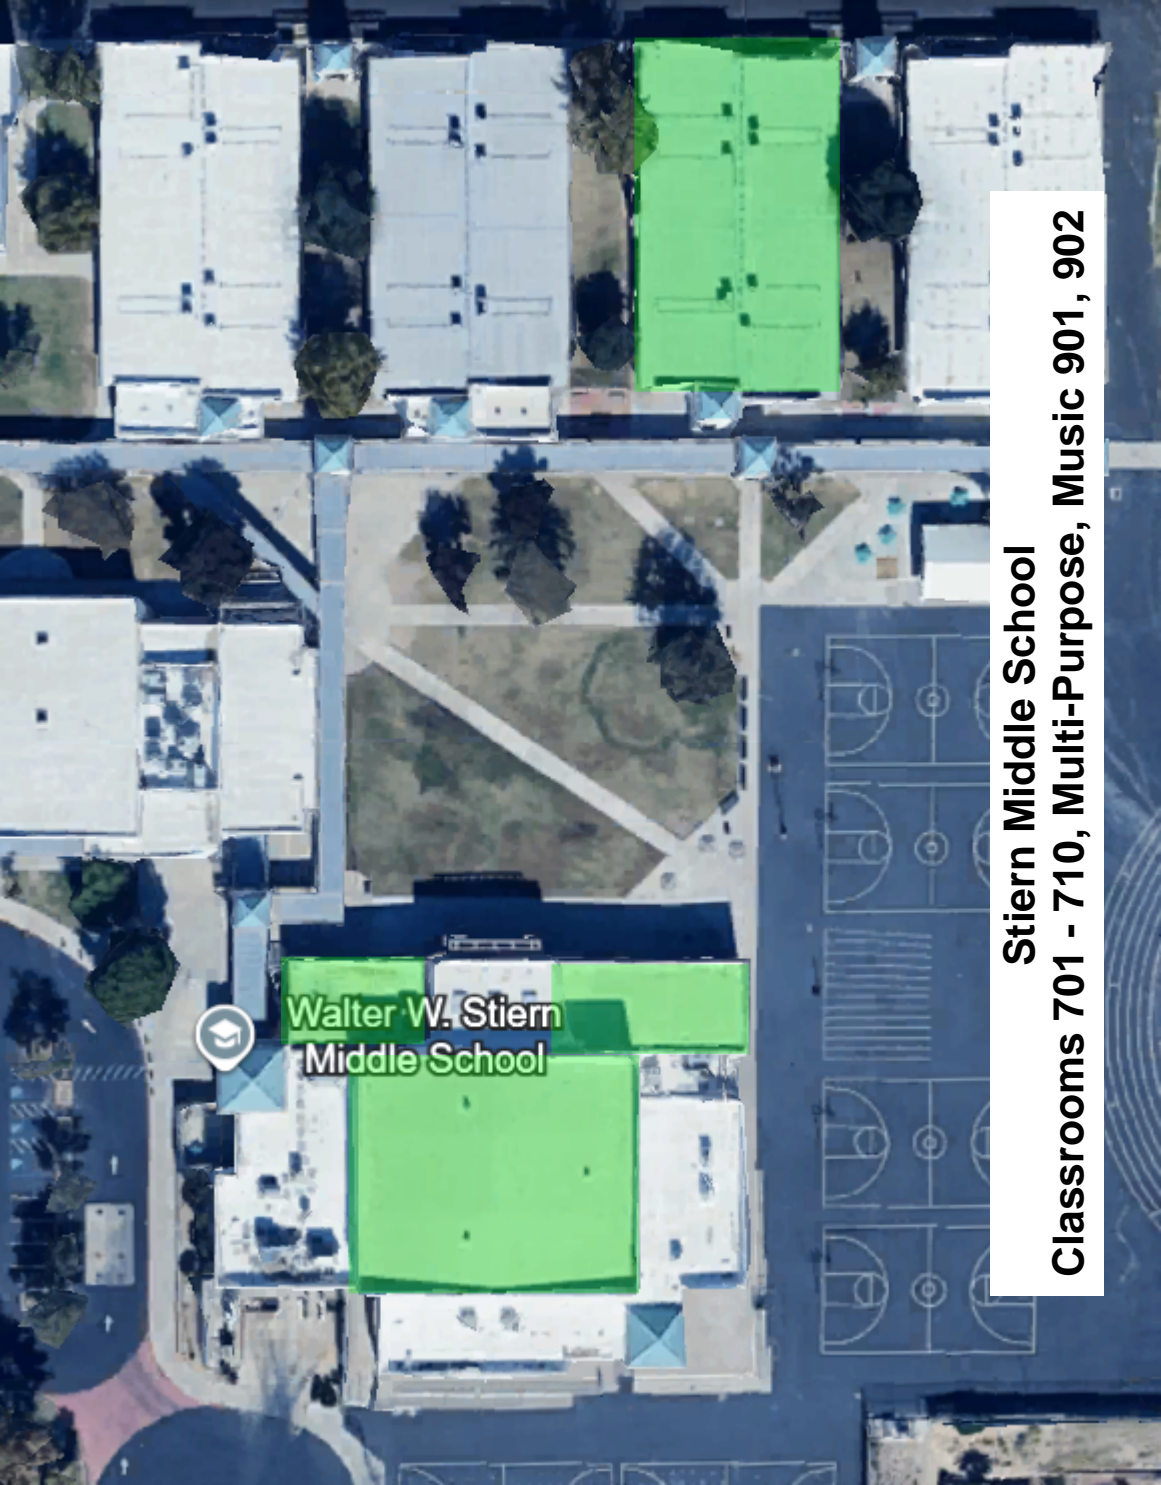 Stiern Middle School
Classrooms 701 - 710, Multi-Purpose, Music 901, 902
Walter W. Stiern
Middle School